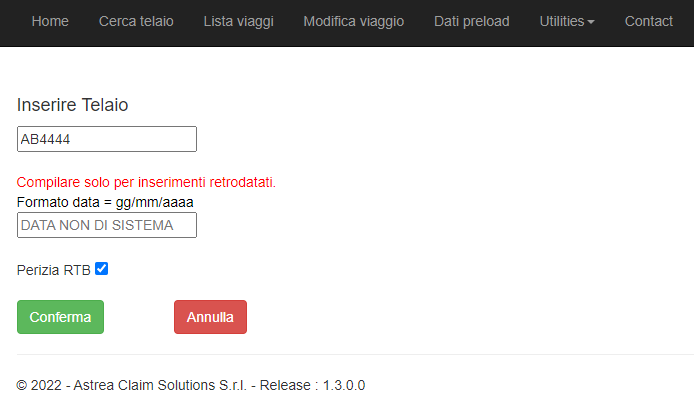 Home Cerca telaio Lista viaggi Modifica viaggio Dati preload Utilities Contact
Inserire Telaio
AB4444
Compilare solo per inserimenti retrodatati.
Formato data = gg/mm/aaaa
DATA NON DI SISTEMA
Perizia RTB
Conferma Annulla
© 2022 - Astrea Claim Solutions S.r.l. - Release : 1.3.0.0